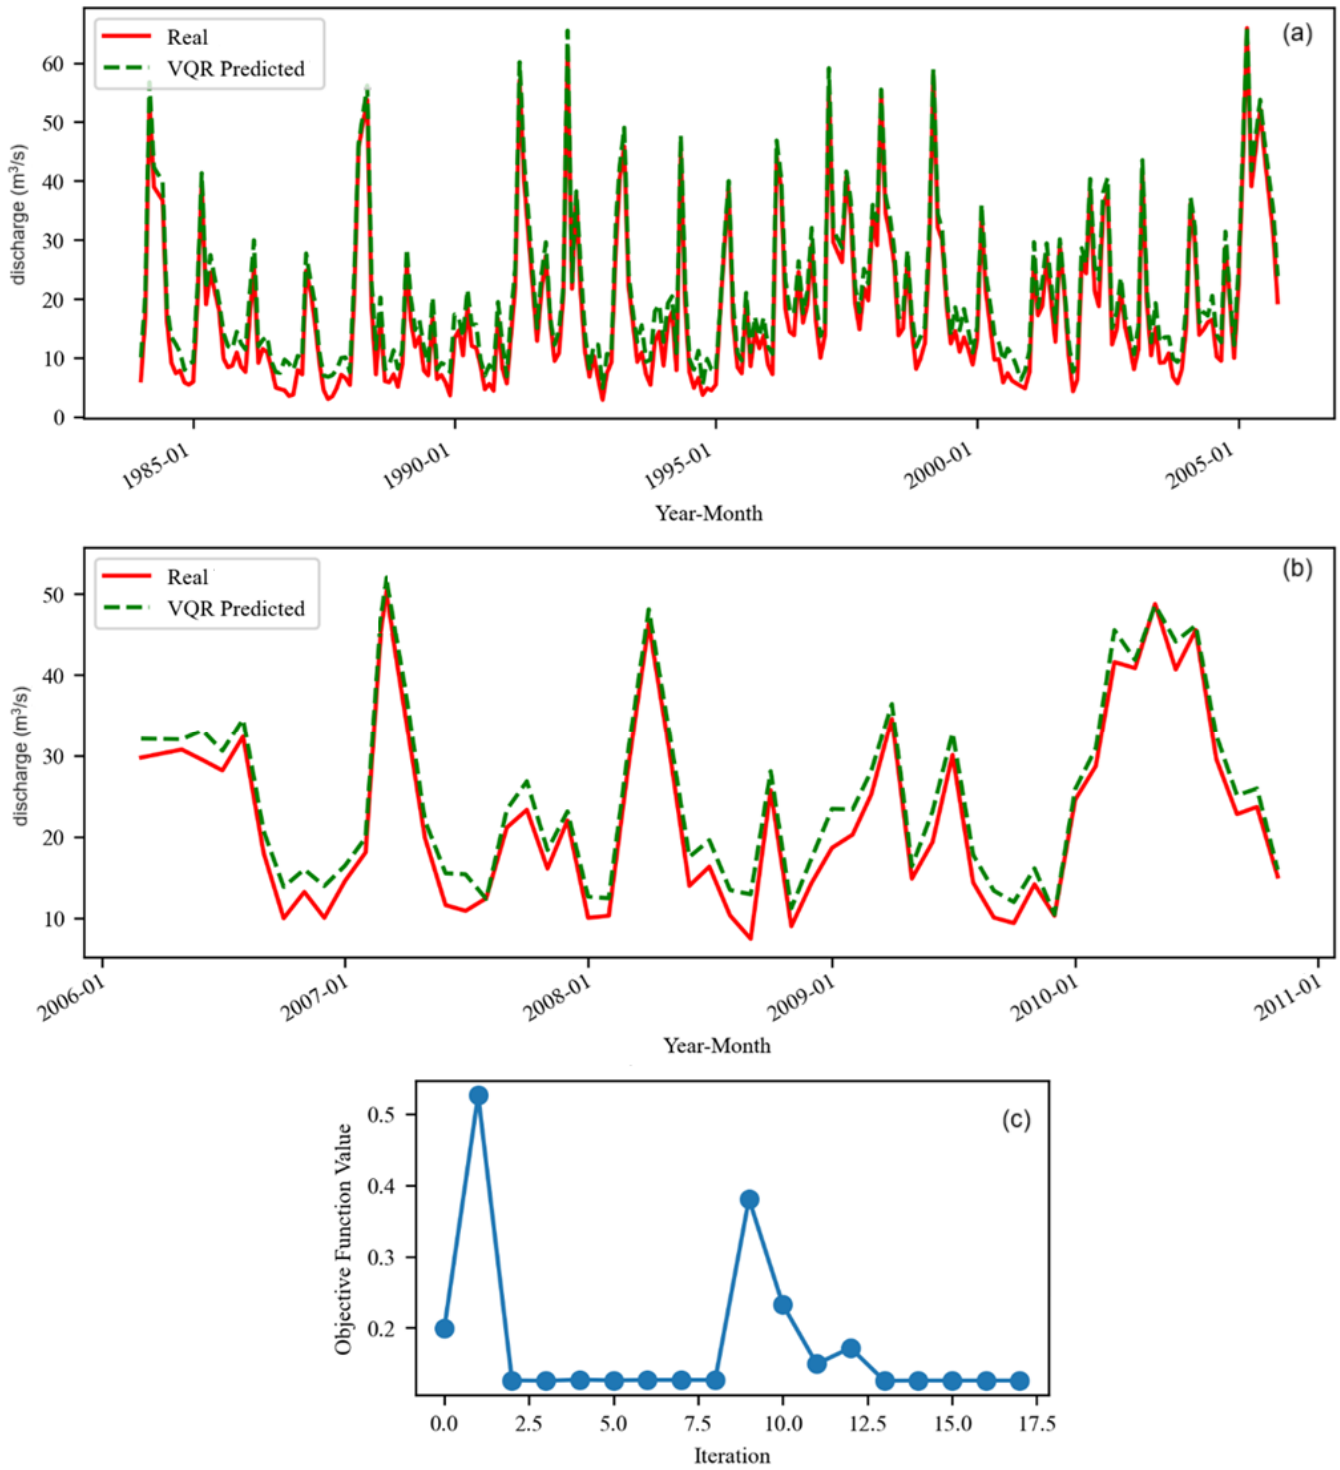 Real
VQR Predicted
(a)
60
50
40
30
20
10
0
discharge (m³/s)
1985-01
1990-01
1995-01
2000-01
2005-01
Year-Month
Real
VQR Predicted
(b)
50
40
30
20
10
discharge (m³/s)
2006-01
2007-01
2008-01
2009-01
2010-01
2011-01
Year-Month
(c)
0.5
0.4
0.3
0.2
Objective Function Value
0.0
2.5
5.0
7.5
10.0
12.5
15.0
17.5
Iteration